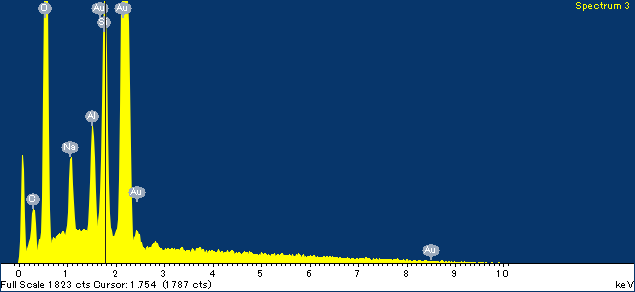 Spectrum 3
O Au Au
Si
Al
Na
O Au
Au
0 1 2 3 4 5 6 7 8 9 10
Full Scale 1823 cts Cursor: 1.754 (1787 cts) keV